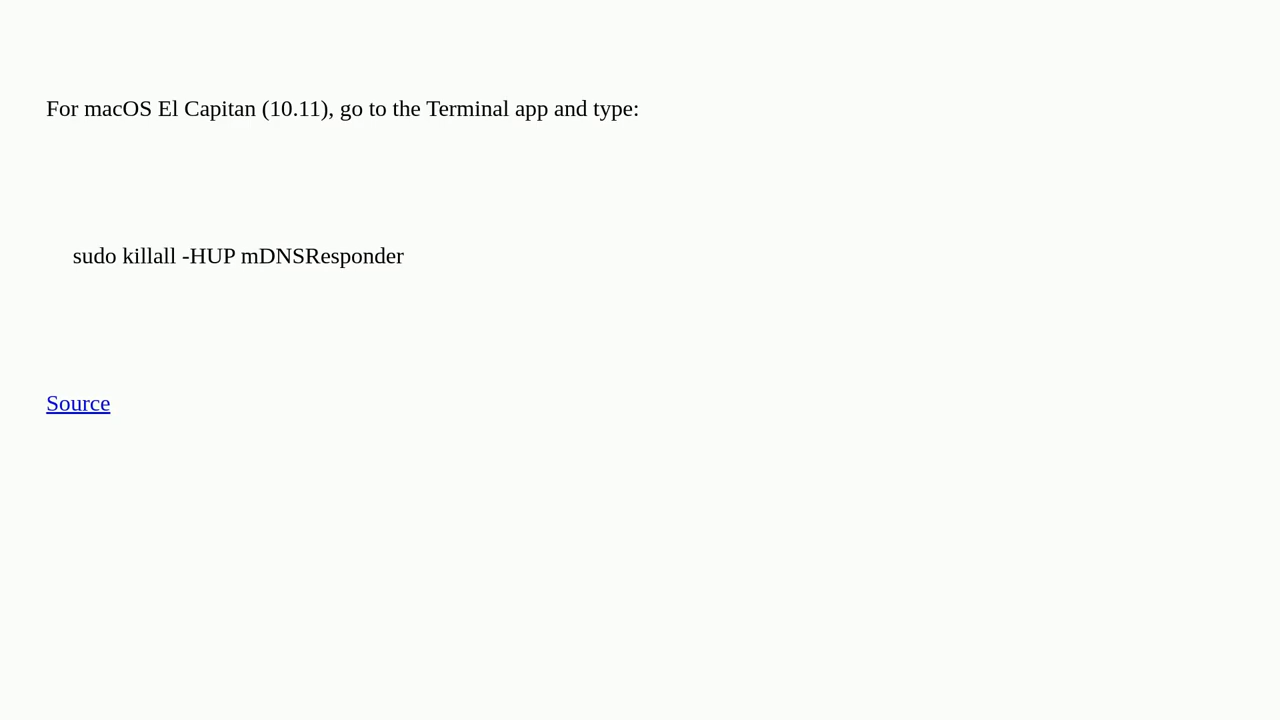 For macOS El Capitan (10.11), go to the Terminal app and type:
sudo killall -HUP mDNSResponder
Source